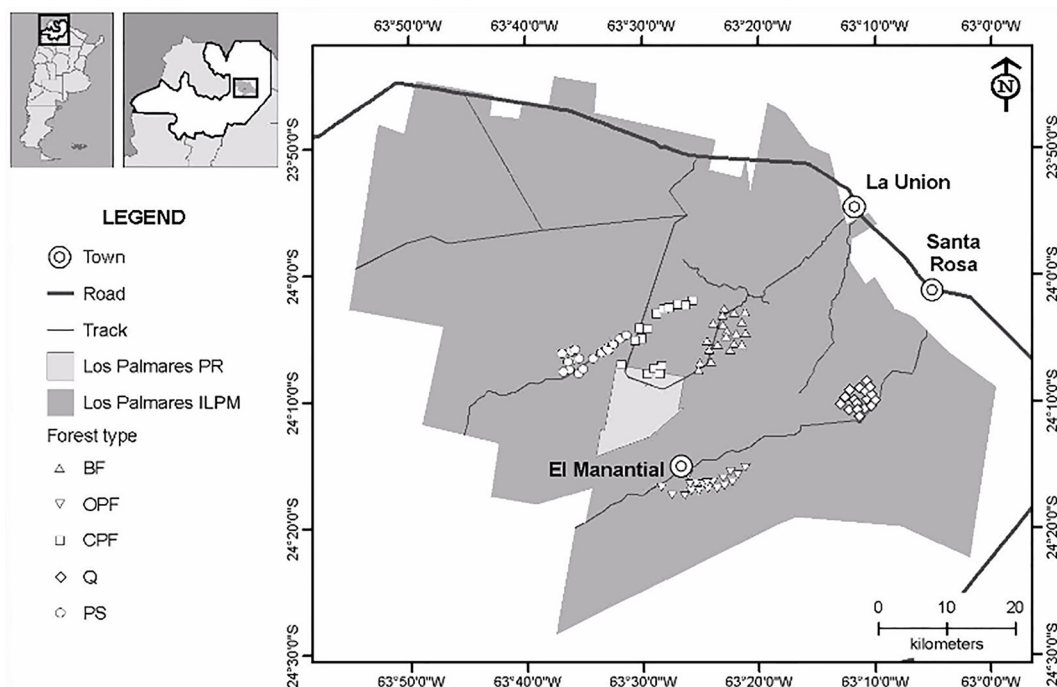 63°50'0"W 63°40'0"W 63°30'0"W 63°20'0"W 63°10'0"W 63°0'0"W
N
23°50'0"S
23°50'0"S
La Union
LEGEND
Town
Santa
Rosa
Road
24°0'0"S
24°0'0"S
Track
Los Palmares PR
Los Palmares ILPM
24°10'0"S
24°10'0"S
Forest type
BF
El Manantial
OPF
24°20'0"S
24°20'0"S
CPF
Q
PS
0 10 20
kilometers
24°30'0"S
24°30'0"S
63°50'0"W 63°40'0"W 63°30'0"W 63°20'0"W 63°10'0"W 63°0'0"W